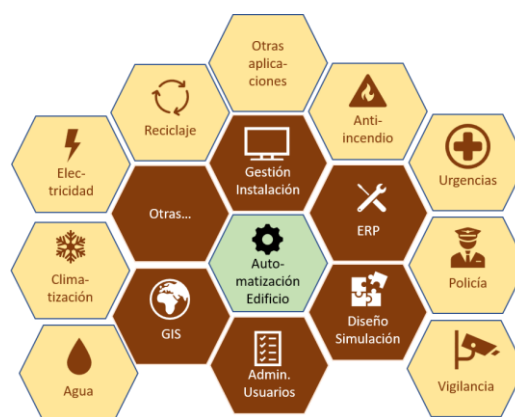 Otras
aplica-
ciones
Reciclaje
Anti-
incendio
Elec-
tricidad
Gestión
Instalación
Urgencias
Otras...
ERP
Clima-
tización
Auto-
matización
Edificio
Policía
GIS
Diseño
Simulación
Agua
Admin.
Usuarios
Vigilancia